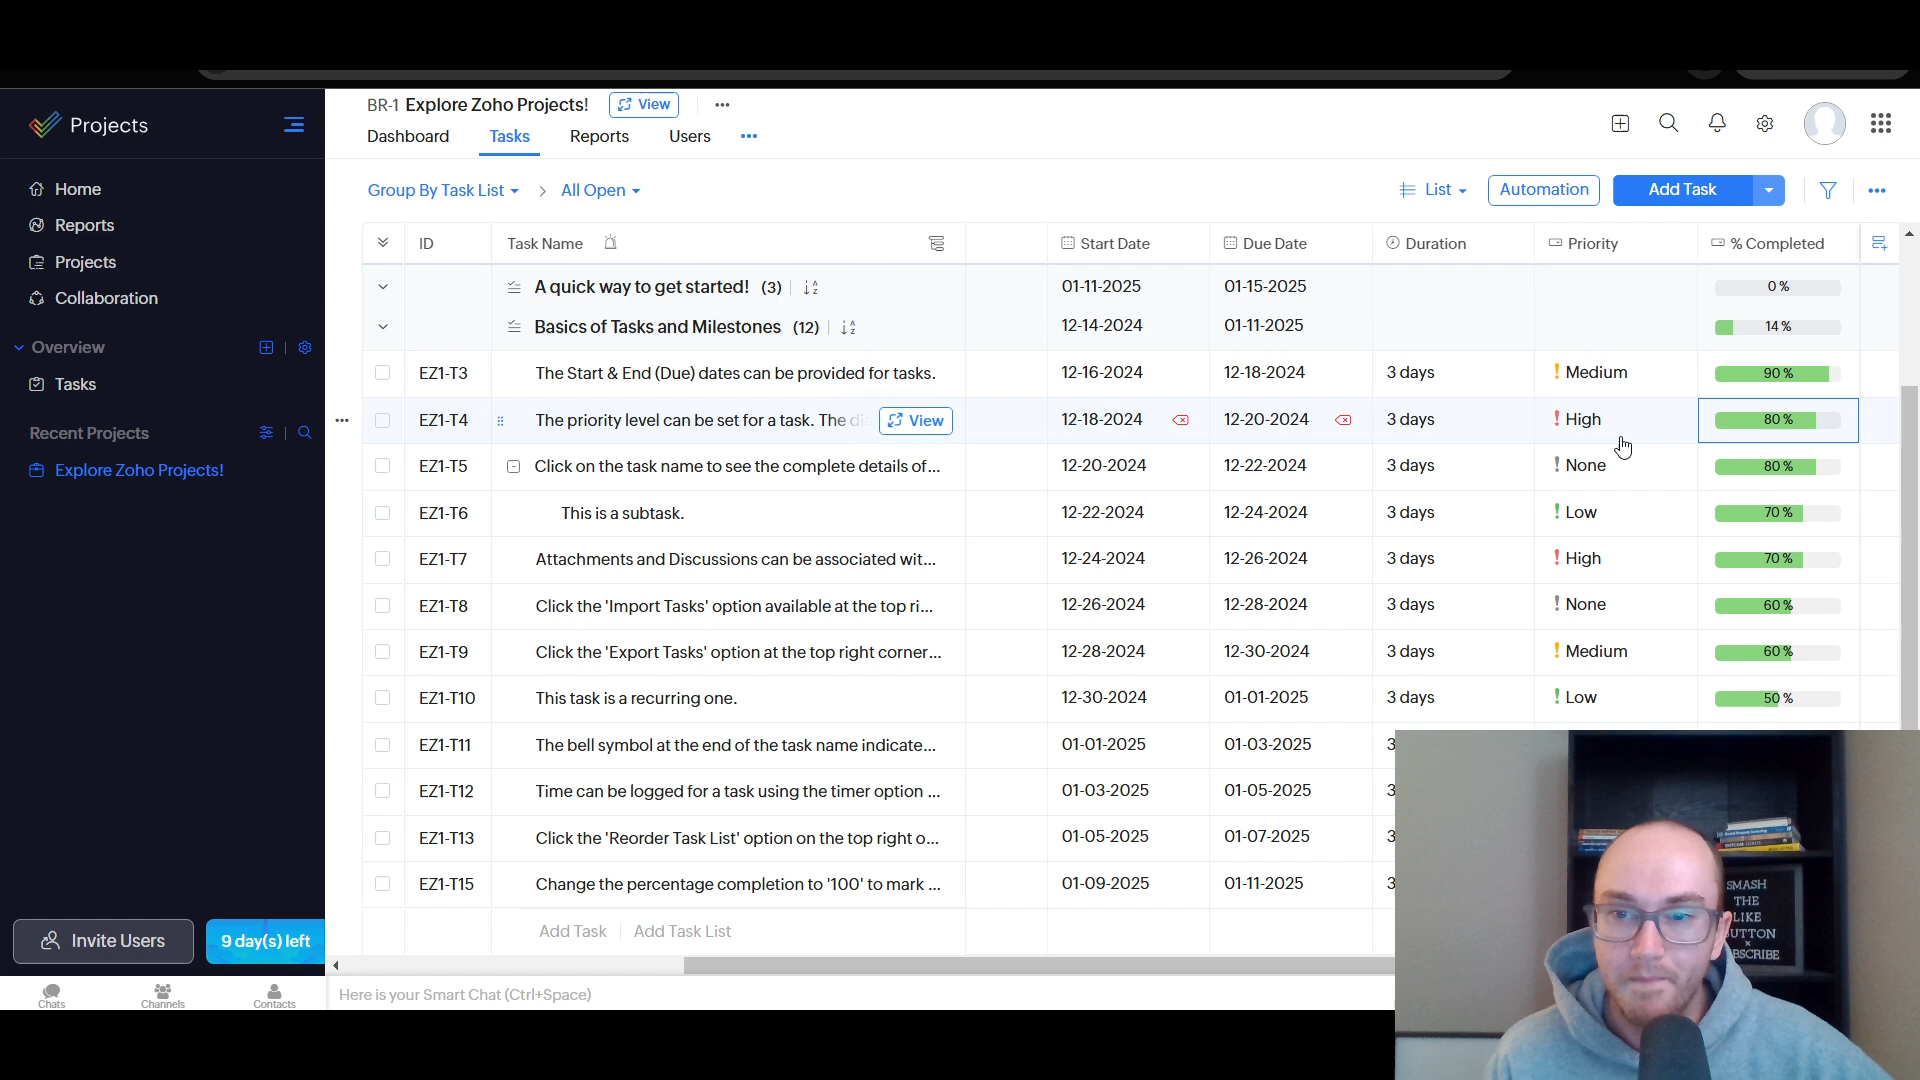 BR-1 Explore Zoho Projects! View
Projects
Dashboard Tasks Reports Users
Home
Reports
Projects
Collaboration
Overview
Tasks
Recent Projects
Explore Zoho Projects!
Invite Users
9 day(s) left
Chats
Channels
Contacts
Group By Task List > All Open
List
Automation
Add Task
ID Task Name Start Date Due Date Duration Priority % Completed
A quick way to get started! (3) 01-11-2025 01-15-2025 0 %
Basics of Tasks and Milestones (12) 12-14-2024 01-11-2025 14 %
EZ1-T3 The Start & End (Due) dates can be provided for tasks. 12-16-2024 12-18-2024 3 days Medium 90 %
EZ1-T4 The priority level can be set for a task. The View 12-18-2024 12-20-2024 3 days High 80 %
EZ1-T5 Click on the task name to see the complete details of... 12-20-2024 12-22-2024 3 days None 80 %
EZ1-T6 This is a subtask. 12-22-2024 12-24-2024 3 days Low 70 %
EZ1-T7 Attachments and Discussions can be associated wit... 12-24-2024 12-26-2024 3 days High 70 %
EZ1-T8 Click the 'Import Tasks' option available at the top ri... 12-26-2024 12-28-2024 3 days None 60 %
EZ1-T9 Click the 'Export Tasks' option at the top right corner... 12-28-2024 12-30-2024 3 days Medium 60 %
EZ1-T10 This task is a recurring one. 12-30-2024 01-01-2025 3 days Low 50 %
EZ1-T11 The bell symbol at the end of the task name indicate... 01-01-2025 01-03-2025 3
EZ1-T12 Time can be logged for a task using the timer option ... 01-03-2025 01-05-2025 3
EZ1-T13 Click the 'Reorder Task List' option on the top right o... 01-05-2025 01-07-2025 3
EZ1-T15 Change the percentage completion to '100' to mark ... 01-09-2025 01-11-2025 3
Add Task Add Task List
Here is your Smart Chat (Ctrl+Space)
SMASH
THE
LIKE
UTTON
×
BSCRIBE